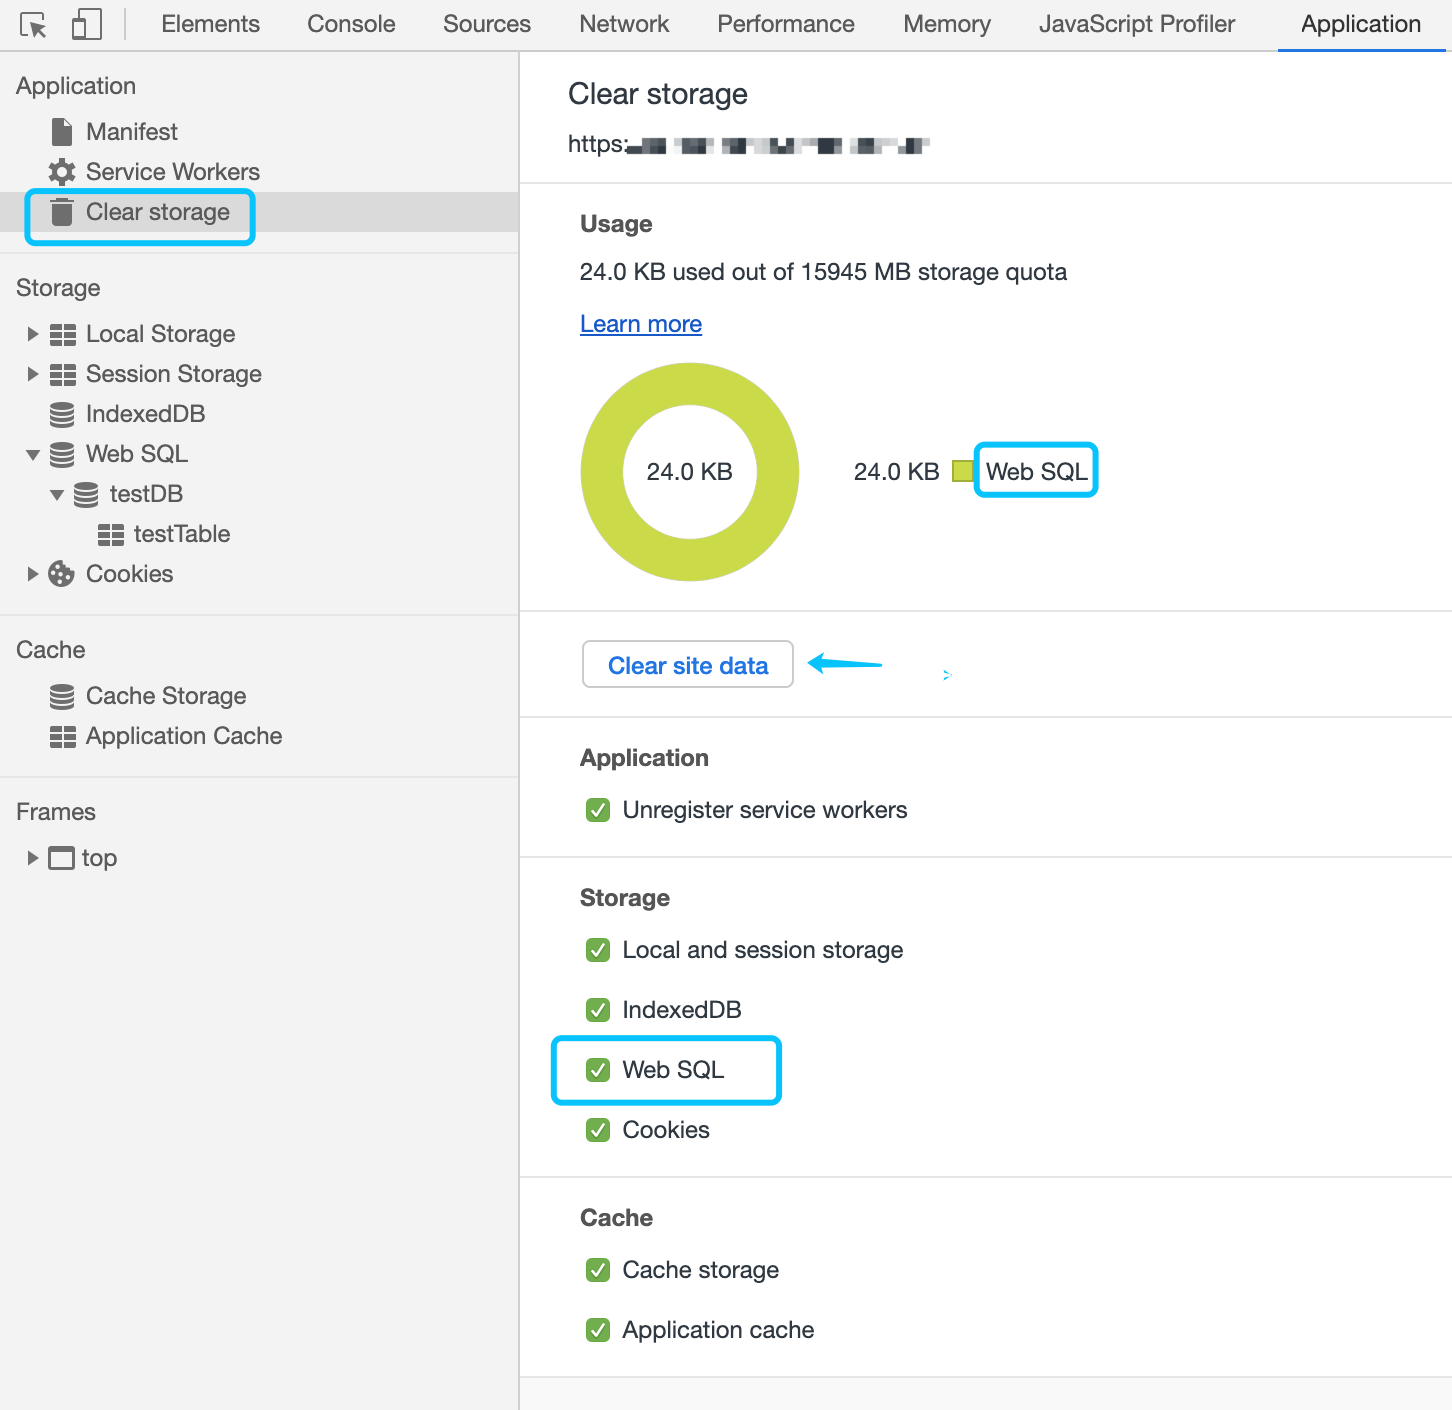 Elements Console Sources Network Performance Memory JavaScript Profiler Application
Application
Manifest
Service Workers
Clear storage
Storage
Local Storage
Session Storage
IndexedDB
Web SQL
testDB
testTable
Cookies
Cache
Cache Storage
Application Cache
Frames
top
Clear storage
https:
Usage
24.0 KB used out of 15945 MB storage quota
Learn more
24.0 KB
24.0 KB Web SQL
Clear site data
Application
Unregister service workers
Storage
Local and session storage
IndexedDB
Web SQL
Cookies
Cache
Cache storage
Application cache